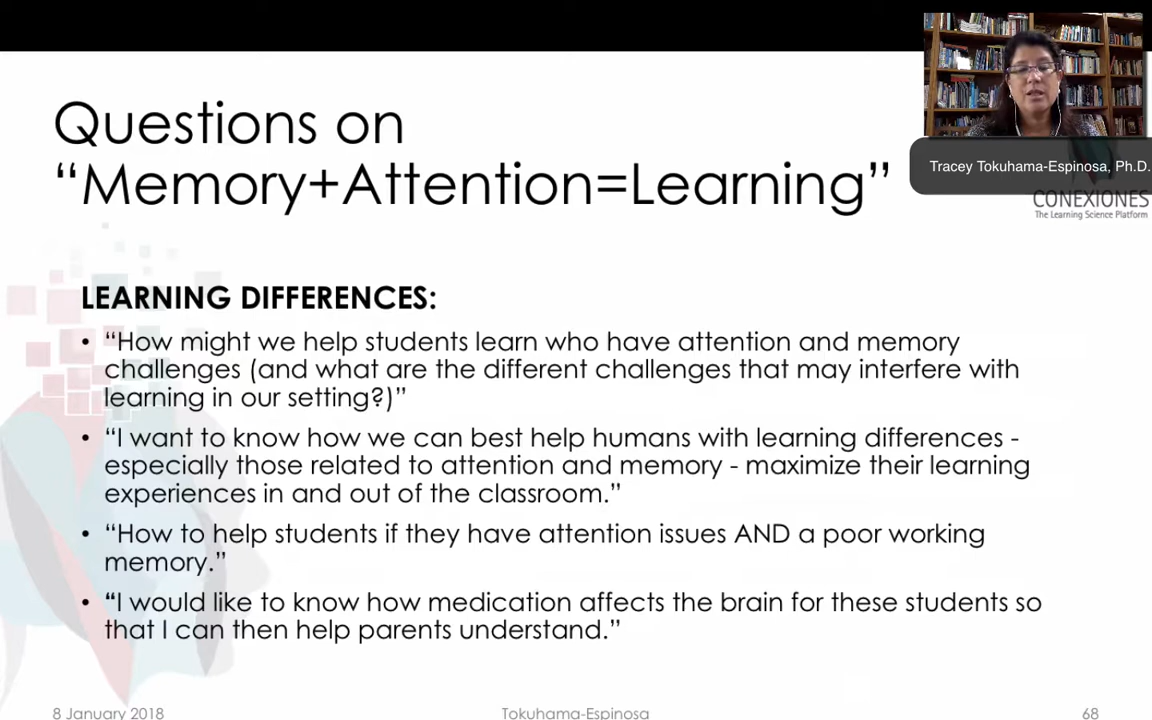 Questions on
“Memory+Attention=Learning”
Tracey Tokuhama-Espinosa, Ph.D.
CONEXIONES
The Learning Science Platform
LEARNING DIFFERENCES:
• “How might we help students learn who have attention and memory
challenges (and what are the different challenges that may interfere with
learning in our setting?)”
• “I want to know how we can best help humans with learning differences -
especially those related to attention and memory - maximize their learning
experiences in and out of the classroom.”
• “How to help students if they have attention issues AND a poor working
memory.”
• “I would like to know how medication affects the brain for these students so
that I can then help parents understand.”
8 January 2018
Tokuhama-Espinosa
68